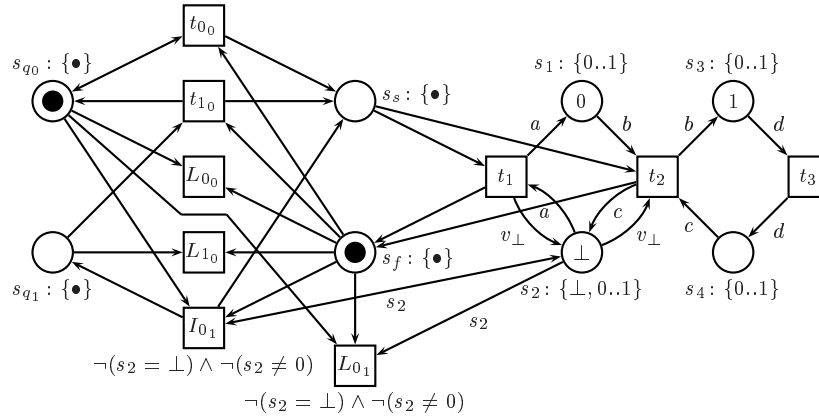 t_{0_0}
s_{q_0}: {•}
s_1: {0..1}
s_3: {0..1}
t_{1_0}
s_s: {•}
0
1
a
b
b
d
L_{0_0}
t_1
t_2
t_3
a
c
c
d
v_⊥
v_⊥
L_{1_0}
⊥
s_{q_1}: {•}
s_f: {•}
s_2: {⊥, 0..1}
s_4: {0..1}
s_2
s_2
I_{0_1}
¬(s_2 = ⊥) ∧ ¬(s_2 ≠ 0)
L_{0_1}
¬(s_2 = ⊥) ∧ ¬(s_2 ≠ 0)